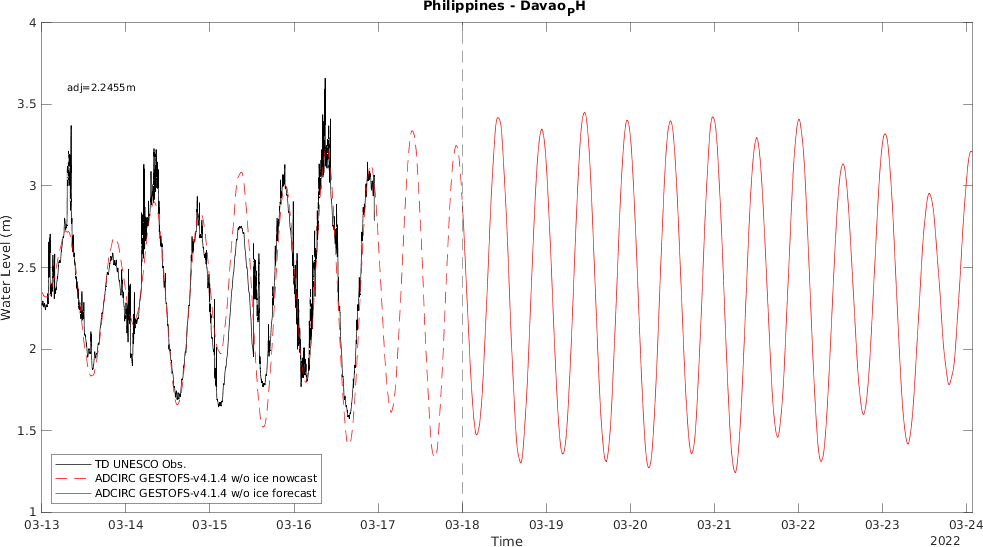 Philippines - DavaoPH
4
3.5
3
2.5
2
1.5
1
Water Level (m)
adj=2.2455m
TD UNESCO Obs.
ADCIRC GESTOFS-v4.1.4 w/o ice nowcast
ADCIRC GESTOFS-v4.1.4 w/o ice forecast
03-13 03-14 03-15 03-16 03-17 03-18 03-19 03-20 03-21 03-22 03-23 03-24
Time
2022